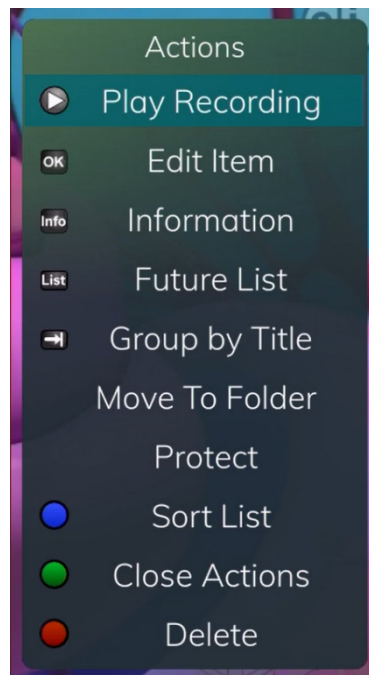 Actions
Play Recording
OK
Edit Item
Info
Information
List
Future List
Group by Title
Move To Folder
Protect
Sort List
Close Actions
Delete